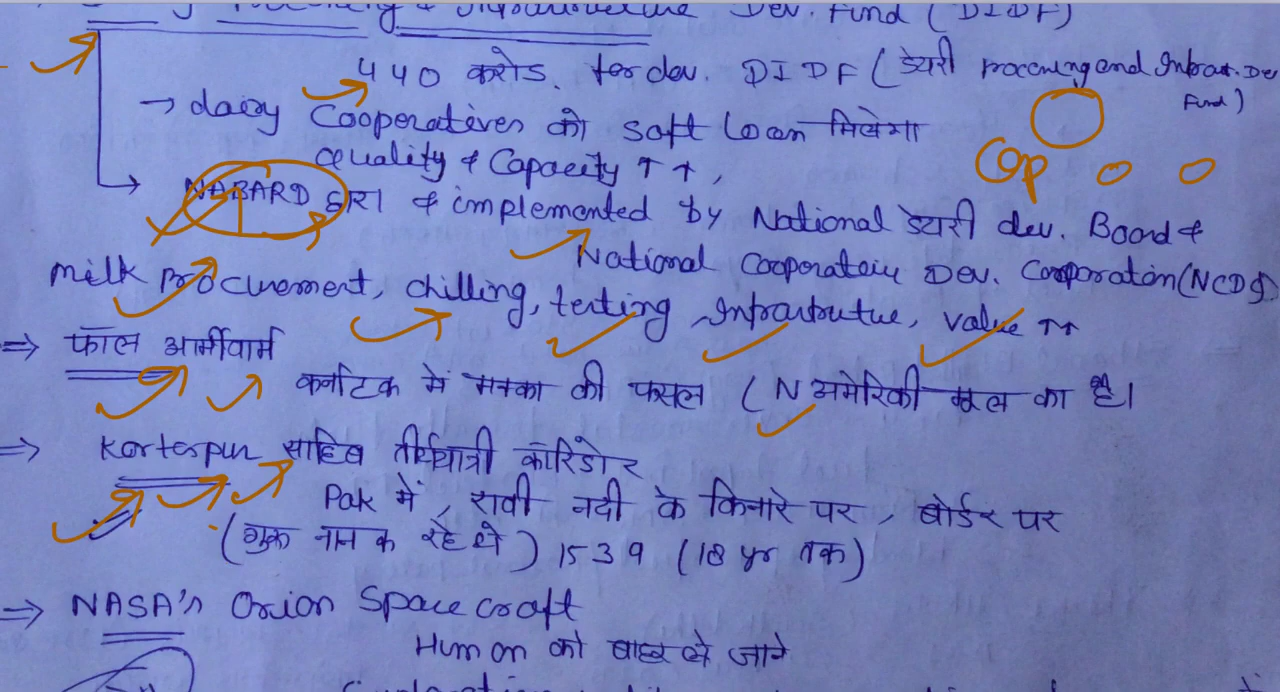 Processing & Infrastructure Dev. Fund (DIDF)
440 करोड. for dev. DIDF (डेयरी processing and Infrast. Dev
Fund)
→ dairy Cooperatives को soft Loan मिलेगा
quality & Capacity ↑ ↑,
→ NABARD द्वारा & implemented by National डेयरी dev. Board &
National Cooperative Dev. Corporation (NCDC)
Milk procurement, chilling, testing Infrastructure, value ↑↑
⇒ फॉल आर्मीवार्म
कर्नाटक में मक्का की फसल (N अमेरिकी मूल का है।
⇒ Kartarpur साहिब तीर्थयात्री कॉरिडोर
Pak में, रावी नदी के किनारे पर, बोर्डर पर
(गुरू नानक रहे थे) 1539 (18 yr तक)
⇒ NASA's Orion Space craft
Human को बाहर ले जाने